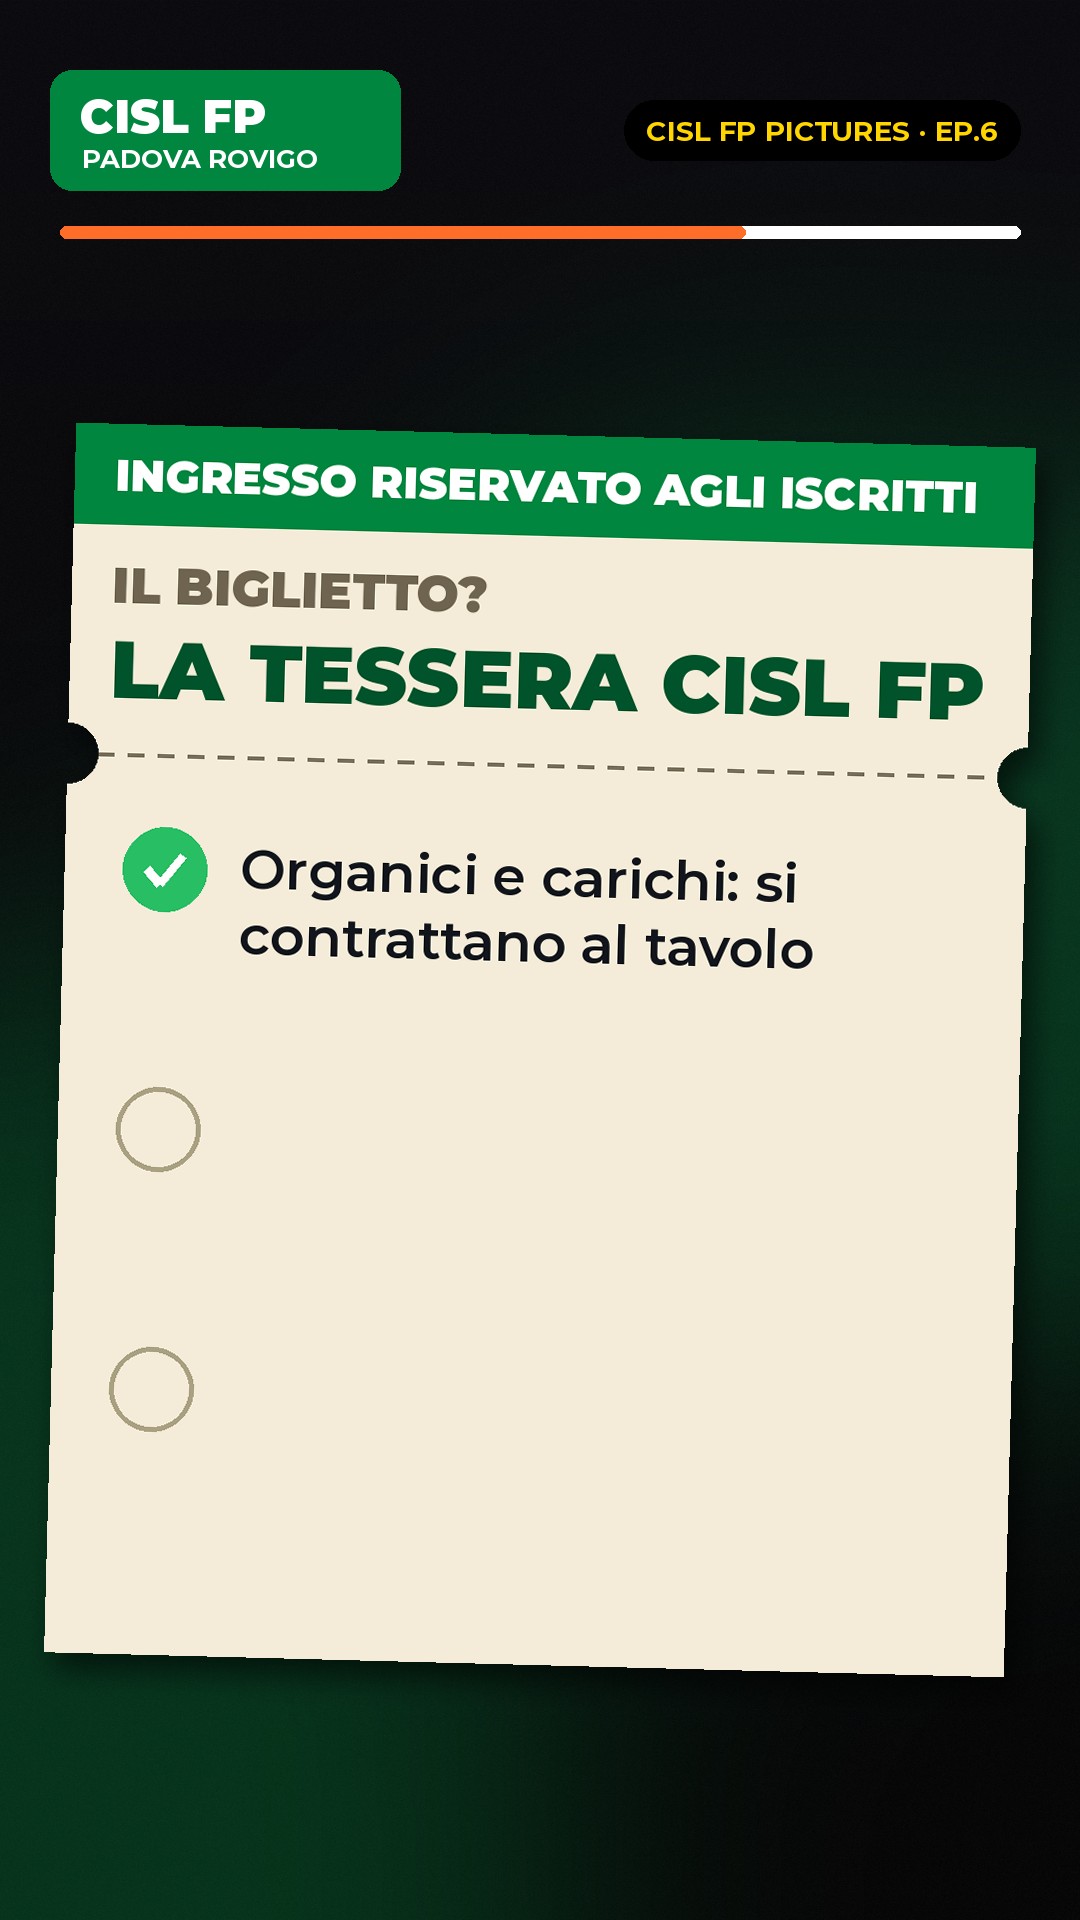 CISL FP
PADOVA ROVIGO
CISL FP PICTURES · EP.6
INGRESSO RISERVATO AGLI ISCRITTI
IL BIGLIETTO?
LA TESSERA CISL FP
Organici e carichi: si
contrattano al tavolo